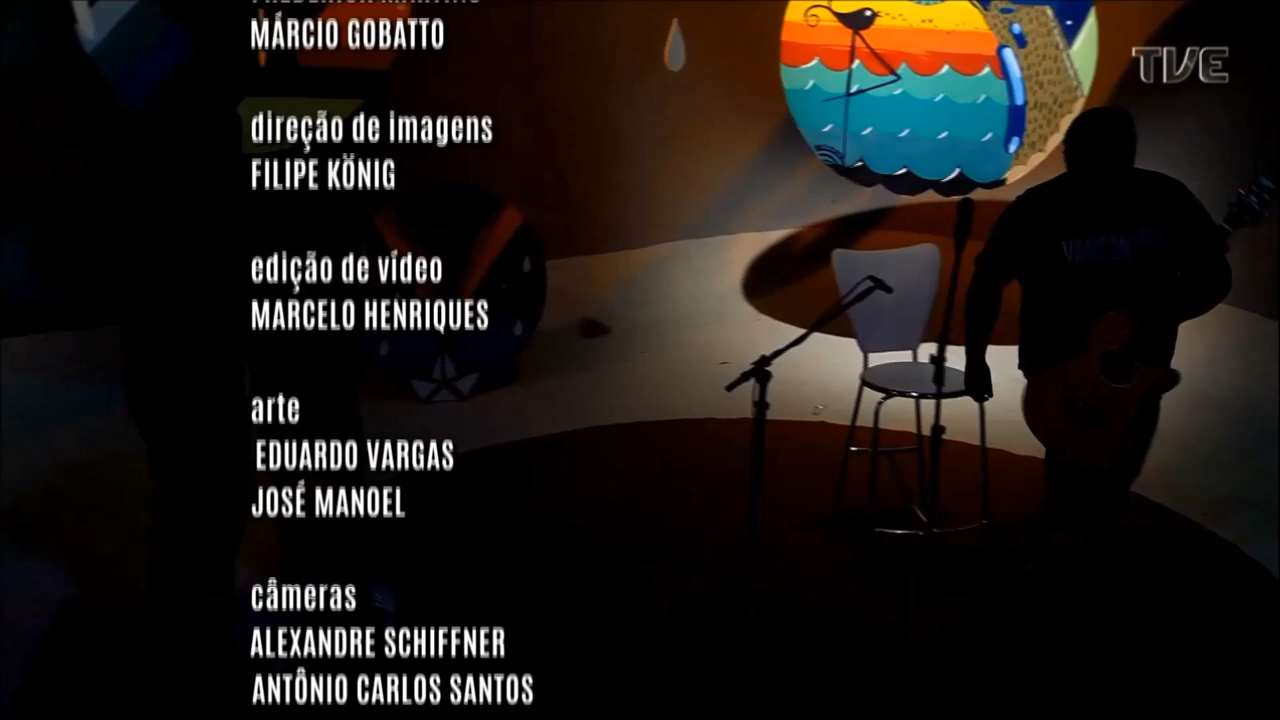 MÁRCIO GOBATTO
direção de imagens
FILIPE KÖNIG
edição de vídeo
MARCELO HENRIQUES
arte
EDUARDO VARGAS
JOSÉ MANOEL
câmeras
ALEXANDRE SCHIFFNER
ANTÔNIO CARLOS SANTOS
TVE